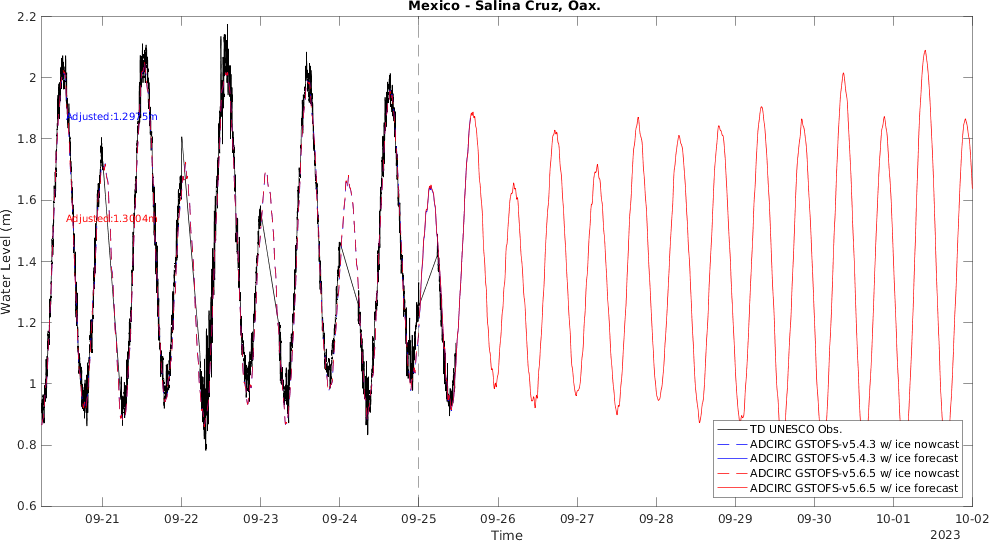 Mexico - Salina Cruz, Oax.
2.2
2
1.8
1.6
1.4
1.2
1
0.8
0.6
Water Level (m)
Adjusted:1.2975m
Adjusted:1.3004m
TD UNESCO Obs.
ADCIRC GSTOFS-v5.4.3 w/ ice nowcast
ADCIRC GSTOFS-v5.4.3 w/ ice forecast
ADCIRC GSTOFS-v5.6.5 w/ ice nowcast
ADCIRC GSTOFS-v5.6.5 w/ ice forecast
09-21 09-22 09-23 09-24 09-25 09-26 09-27 09-28 09-29 09-30 10-01 10-02
Time
2023